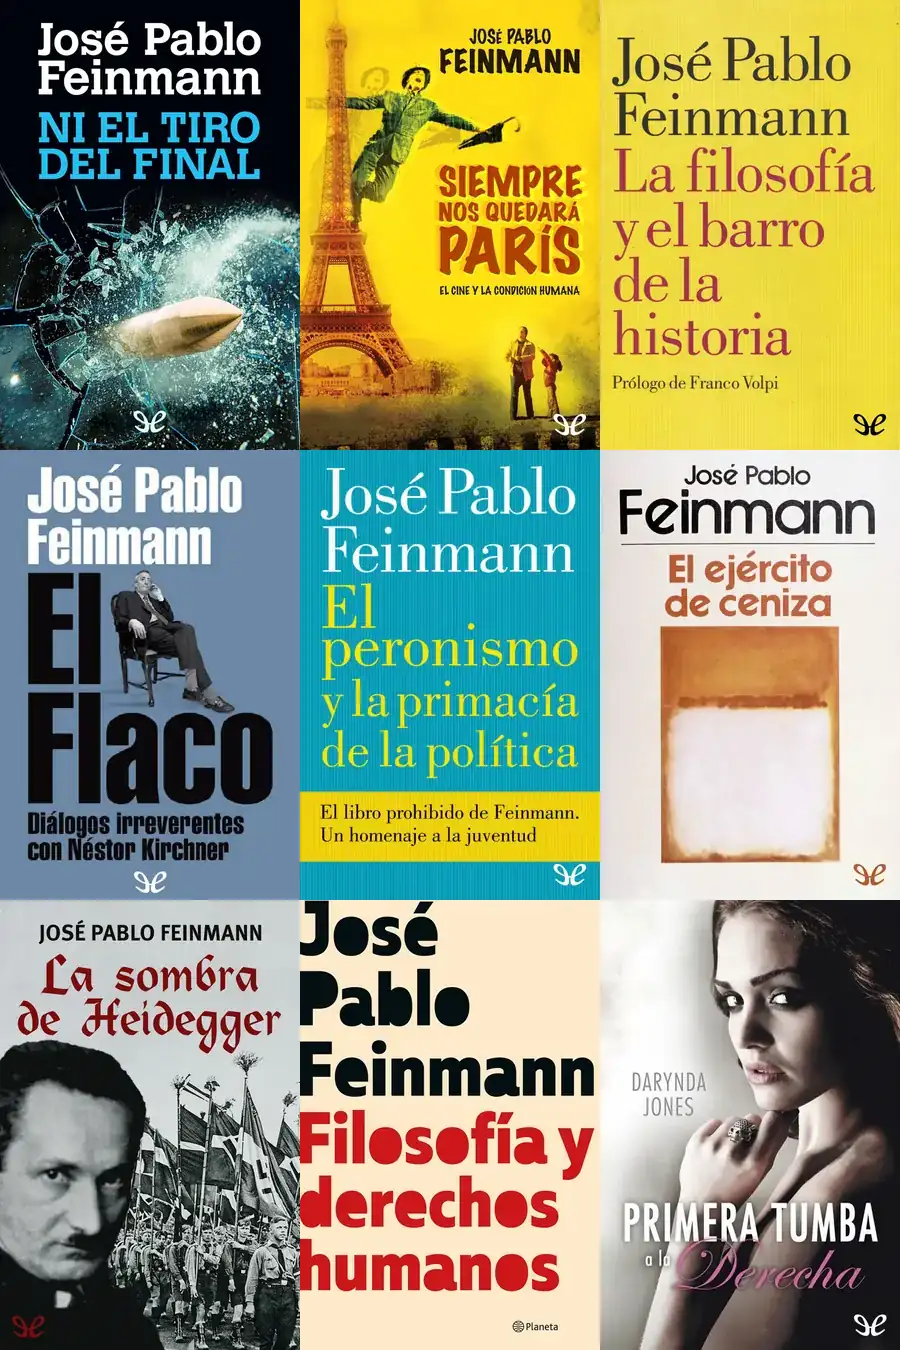 José Pablo
Feinmann
NI EL TIRO
DEL FINAL
JOSÉ PABLO
FEINMANN
SIEMPRE
NOS QUEDARÁ
PARÍS
EL CINE Y LA CONDICIÓN HUMANA
José Pablo
Feinmann
La filosofía
y el barro
de la
historia
Prólogo de Franco Volpi
José Pablo
Feinmann
El
Flaco
Diálogos irreverentes
con Néstor Kirchner
José Pablo
Feinmann
El
peronismo
y la primacía
de la política
El libro prohibido de Feinmann.
Un homenaje a la juventud
José Pablo
Feinmann
El ejército
de ceniza
JOSÉ PABLO FEINMANN
La sombra
de Heidegger
José
Pablo
Feinmann
Filosofía y
derechos
humanos
Planeta
DARYNDA
JONES
PRIMERA TUMBA
a la Derecha